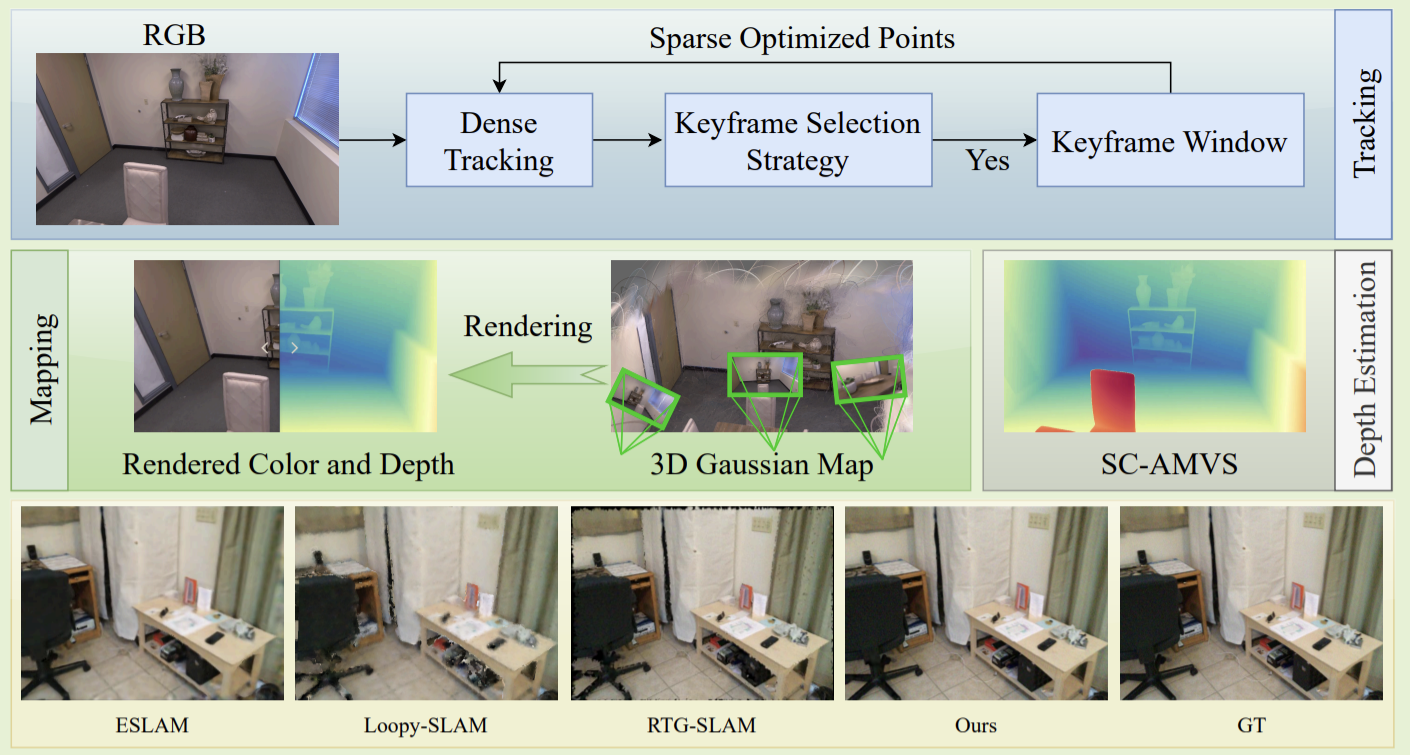 RGB
Sparse Optimized Points
Dense
Tracking
Keyframe Selection
Strategy
Yes
Keyframe Window
Tracking
Mapping
Rendering
Rendered Color and Depth
3D Gaussian Map
SC-AMVS
Depth Estimation
ESLAM
Loopy-SLAM
RTG-SLAM
Ours
GT